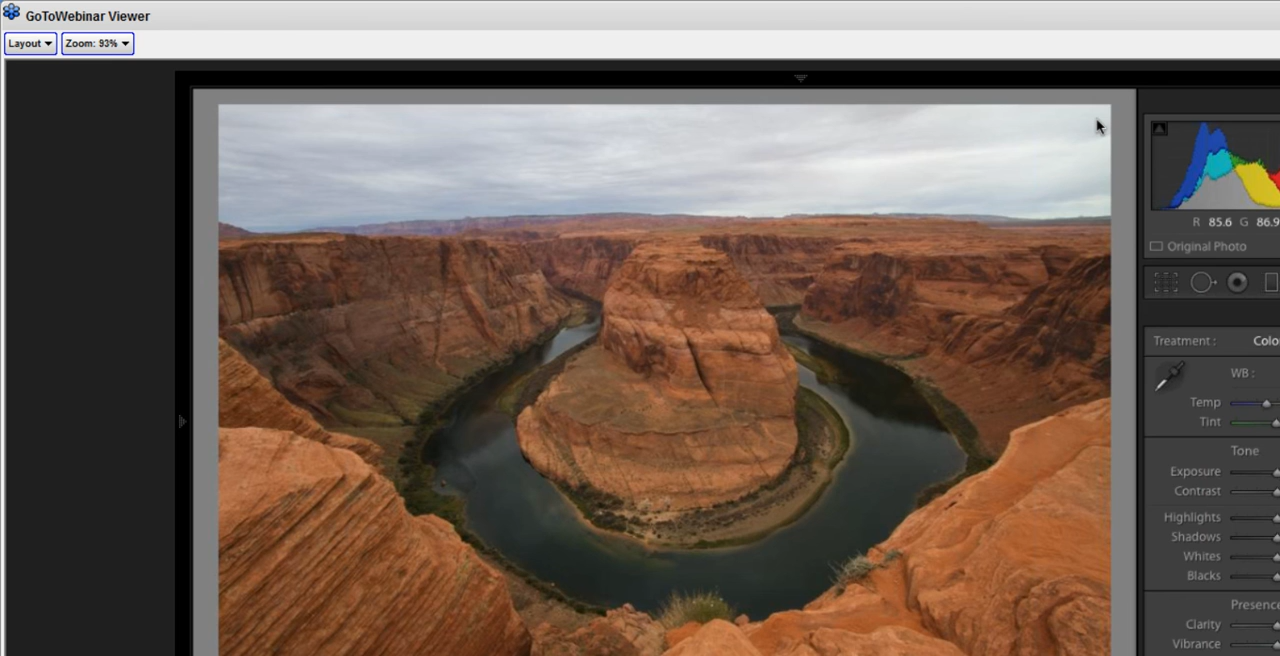 GoToWebinar Viewer
Layout
Zoom: 93%
R 85.6 G 86.9
Original Photo
Treatment :
WB :
Temp
Tint
Tone
Exposure
Contrast
Highlights
Shadows
Whites
Blacks
Presence
Clarity
Vibrance